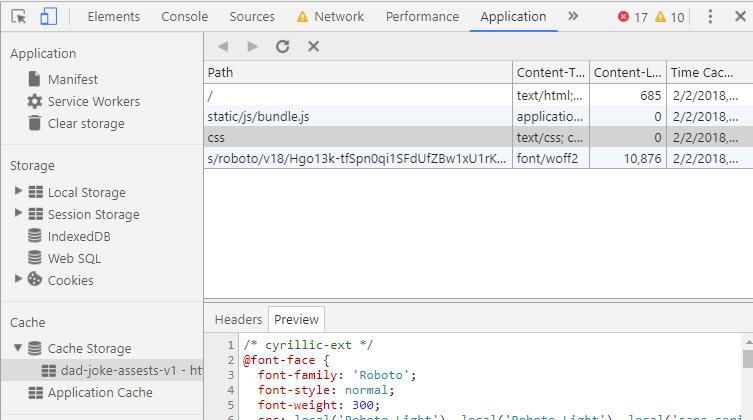 Elements Console Sources Network Performance Application » 17 10
Application
Manifest
Service Workers
Clear storage
Storage
Local Storage
Session Storage
IndexedDB
Web SQL
Cookies
Cache
Cache Storage
dad-joke-assests-v1 - ht
Application Cache
Path Content-T... Content-L... Time Cac...
/ text/html;... 685 2/2/2018,...
static/js/bundle.js applicatio... 0 2/2/2018,...
css text/css; c... 0 2/2/2018,...
s/roboto/v18/Hgo13k-tfSpn0qi1SFdUfZBw1xU1rK... font/woff2 10,876 2/2/2018,...
Headers Preview
1 /* cyrillic-ext */
2 @font-face {
3 font-family: 'Roboto';
4 font-style: normal;
5 font-weight: 300;
6